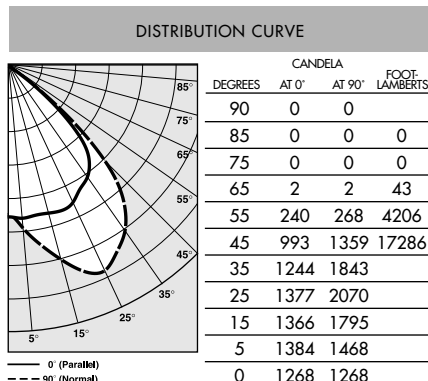 DISTRIBUTION CURVE
85°
75°
65°
55°
45°
35°
25°
15°
5°
0° (Parallel)
90° (Normal)
CANDELA
DEGREES AT 0° AT 90° FOOT-LAMBERTS
90 0 0
85 0 0 0
75 0 0 0
65 2 2 43
55 240 268 4206
45 993 1359 17286
35 1244 1843
25 1377 2070
15 1366 1795
5 1384 1468
0 1268 1268